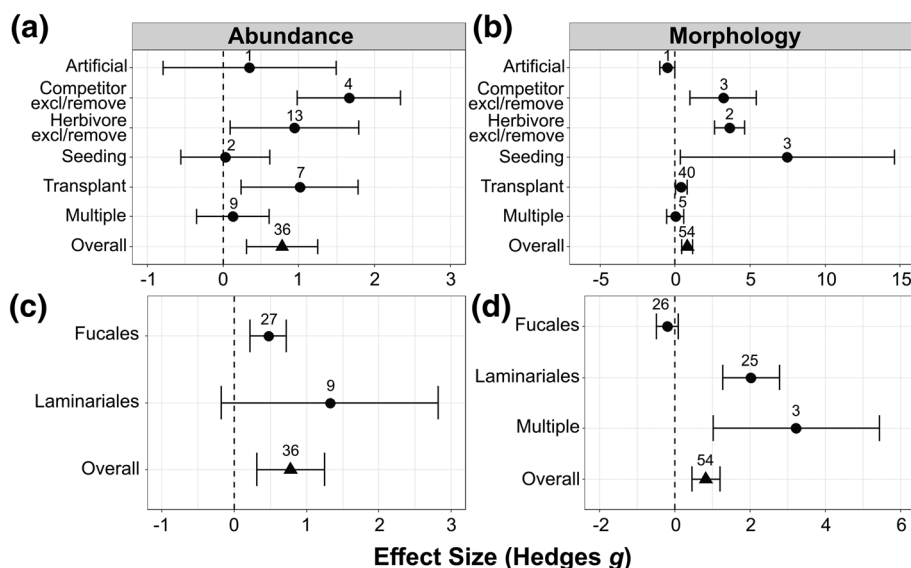 (a)
Abundance
Artificial
1
Competitor
excl/remove
4
Herbivore
excl/remove
13
Seeding
2
Transplant
7
Multiple
9
Overall
36
-1 0 1 2 3
(b)
Morphology
Artificial
1
Competitor
excl/remove
3
Herbivore
excl/remove
2
Seeding
3
Transplant
40
Multiple
5
Overall
54
-5 0 5 10 15
(c)
Fucales
27
Laminariales
9
Overall
36
-1 0 1 2 3
(d)
Fucales
26
Laminariales
25
Multiple
3
Overall
54
-2 0 2 4 6
Effect Size (Hedges g)